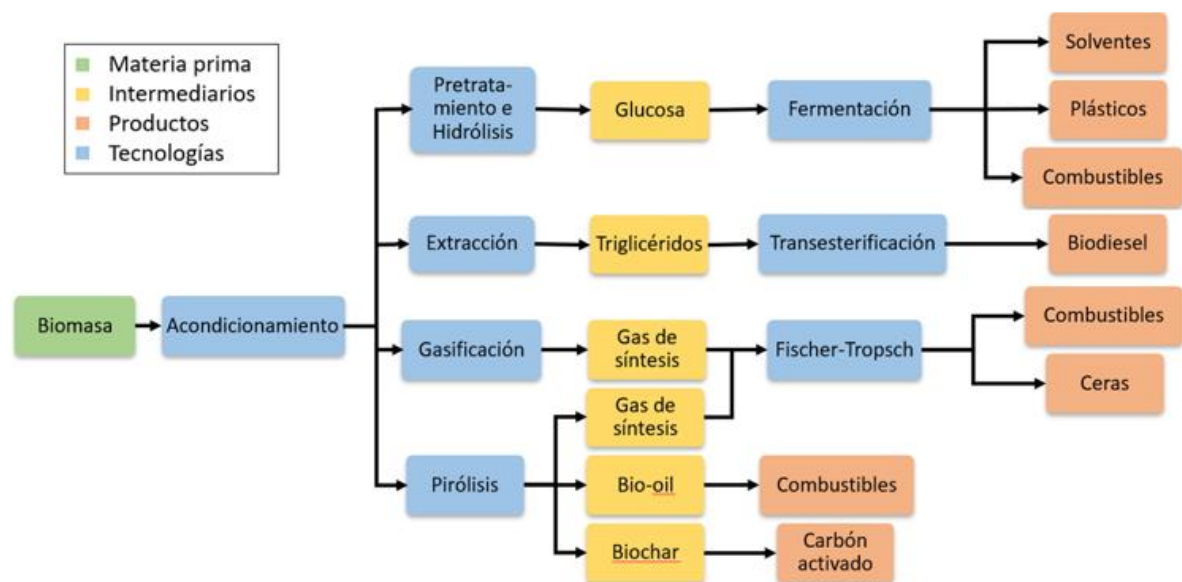 Materia prima
Intermediarios
Productos
Tecnologías
Biomasa
Acondicionamiento
Pretrata-
miento e
Hidrólisis
Glucosa
Fermentación
Solventes
Plásticos
Combustibles
Extracción
Triglicéridos
Transesterificación
Biodiesel
Gasificación
Gas de
síntesis
Fischer-Tropsch
Combustibles
Ceras
Pirólisis
Gas de
síntesis
Bio-oil
Combustibles
Biochar
Carbón
activado